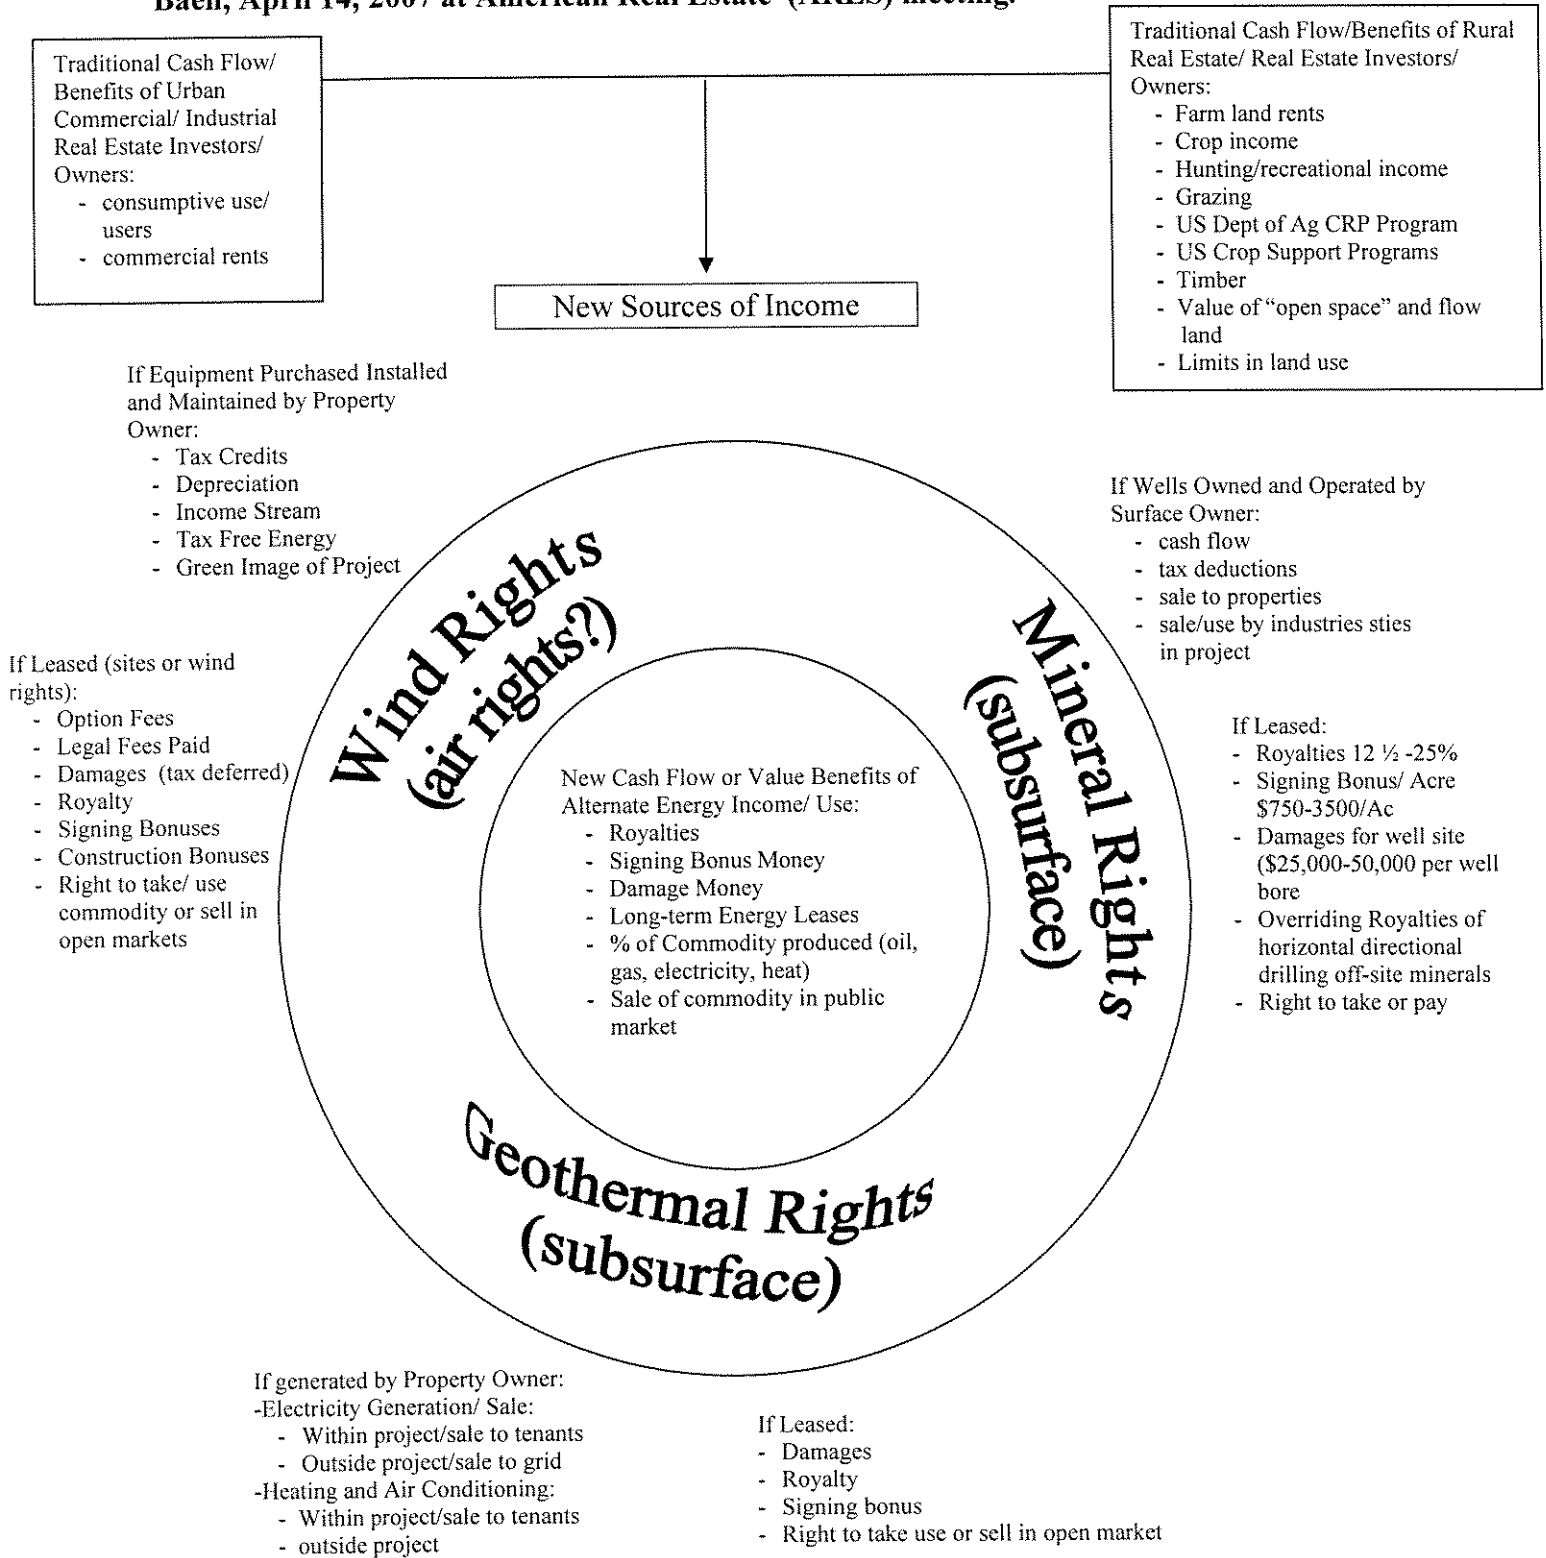 Baen, April 14, 2007 at American Real Estate (ARES) meeting.
Traditional Cash Flow/
Benefits of Urban
Commercial/ Industrial
Real Estate Investors/
Owners:
- consumptive use/
users
- commercial rents
Traditional Cash Flow/Benefits of Rural
Real Estate/ Real Estate Investors/
Owners:
- Farm land rents
- Crop income
- Hunting/recreational income
- Grazing
- US Dept of Ag CRP Program
- US Crop Support Programs
- Timber
- Value of “open space” and flow
land
- Limits in land use
New Sources of Income
If Equipment Purchased Installed
and Maintained by Property
Owner:
- Tax Credits
- Depreciation
- Income Stream
- Tax Free Energy
- Green Image of Project
If Leased (sites or wind
rights):
- Option Fees
- Legal Fees Paid
- Damages (tax deferred)
- Royalty
- Signing Bonuses
- Construction Bonuses
- Right to take/ use
commodity or sell in
open markets
Wind Rights
(air rights?)
Mineral Rights
(subsurface)
If Wells Owned and Operated by
Surface Owner:
- cash flow
- tax deductions
- sale to properties
- sale/use by industries sties
in project
If Leased:
- Royalties 12 ½ -25%
- Signing Bonus/ Acre
$750-3500/Ac
- Damages for well site
($25,000-50,000 per well
bore
- Overriding Royalties of
horizontal directional
drilling off-site minerals
- Right to take or pay
New Cash Flow or Value Benefits of
Alternate Energy Income/ Use:
- Royalties
- Signing Bonus Money
- Damage Money
- Long-term Energy Leases
- % of Commodity produced (oil,
gas, electricity, heat)
- Sale of commodity in public
market
Geothermal Rights
(subsurface)
If generated by Property Owner:
-Electricity Generation/ Sale:
- Within project/sale to tenants
- Outside project/sale to grid
-Heating and Air Conditioning:
- Within project/sale to tenants
- outside project
If Leased:
- Damages
- Royalty
- Signing bonus
- Right to take use or sell in open market